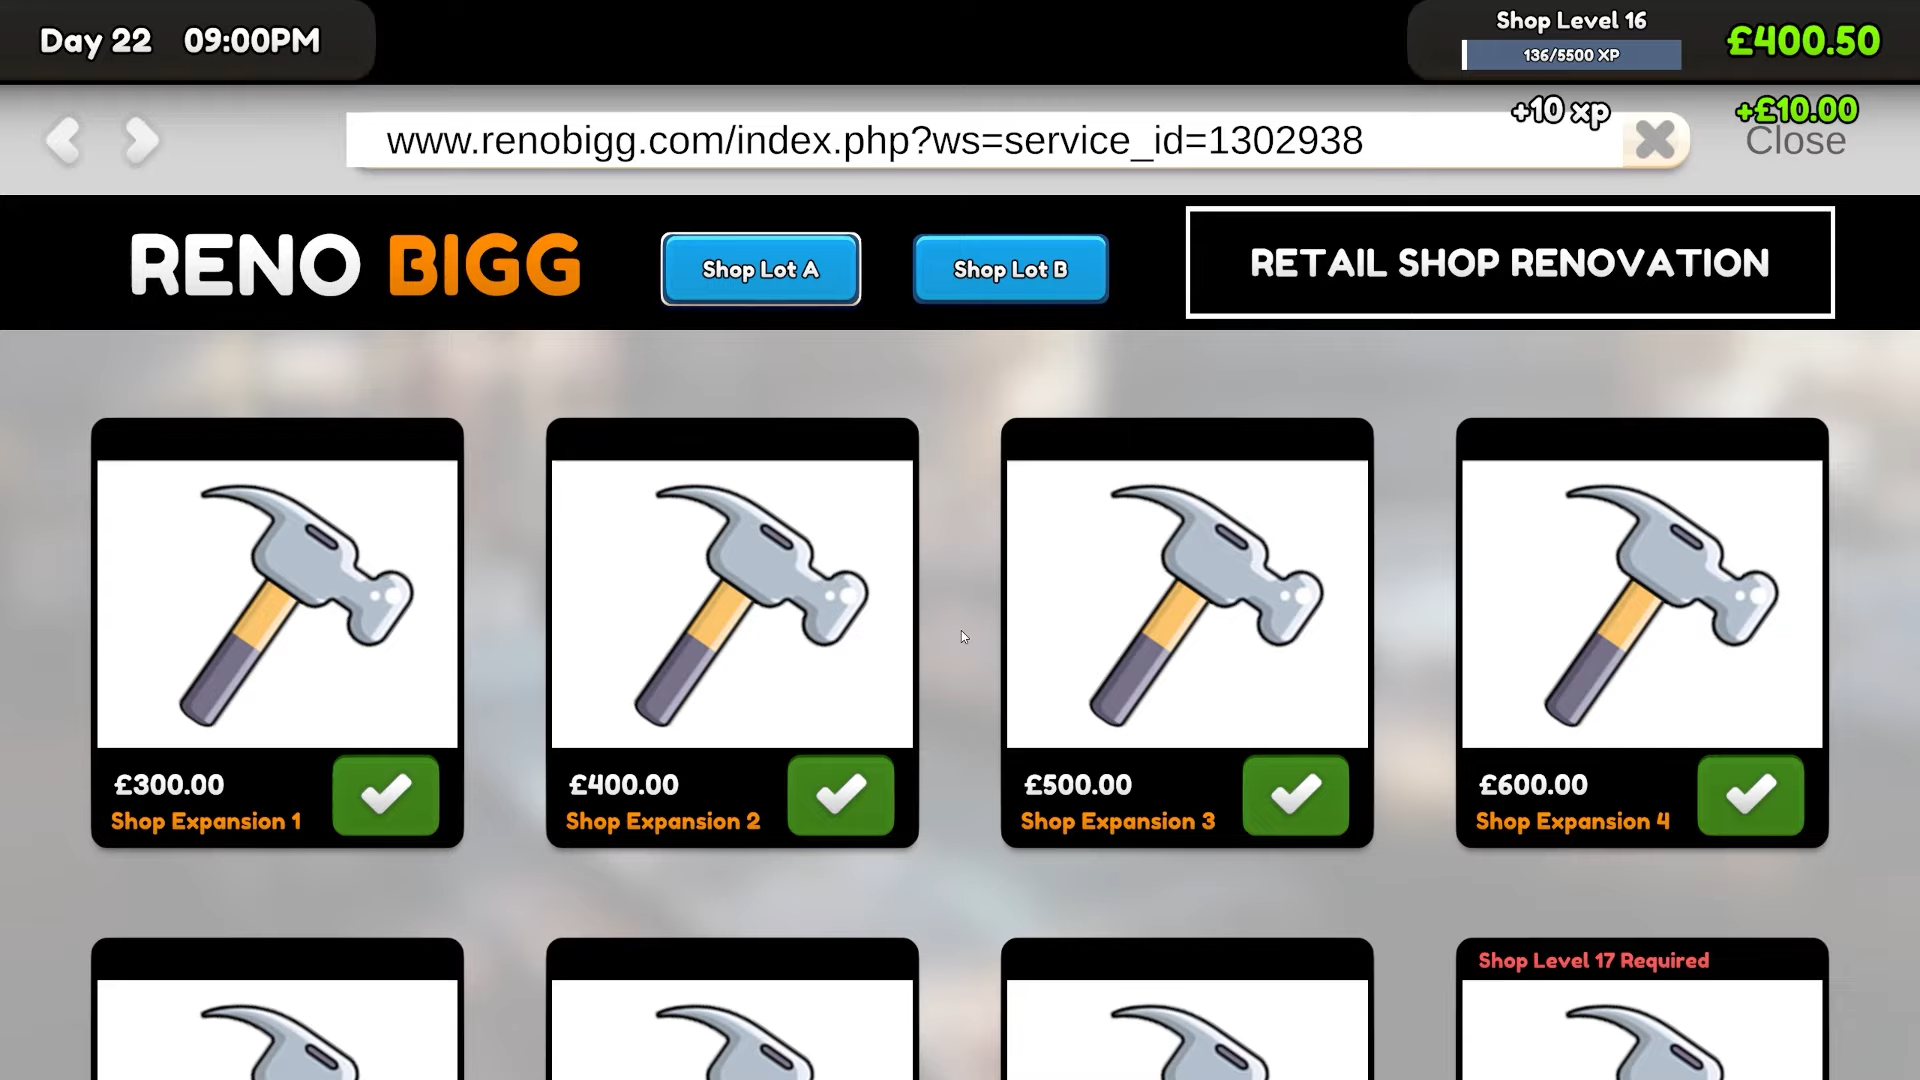 Day 22 09:00PM
Shop Level 16
136/5500 XP
£400.50
+10 xp
+£10.00
www.renobigg.com/index.php?ws=service_id=1302938
Close
RENO BIGG
Shop Lot A
Shop Lot B
RETAIL SHOP RENOVATION
£300.00
Shop Expansion 1
£400.00
Shop Expansion 2
£500.00
Shop Expansion 3
£600.00
Shop Expansion 4
Shop Level 17 Required